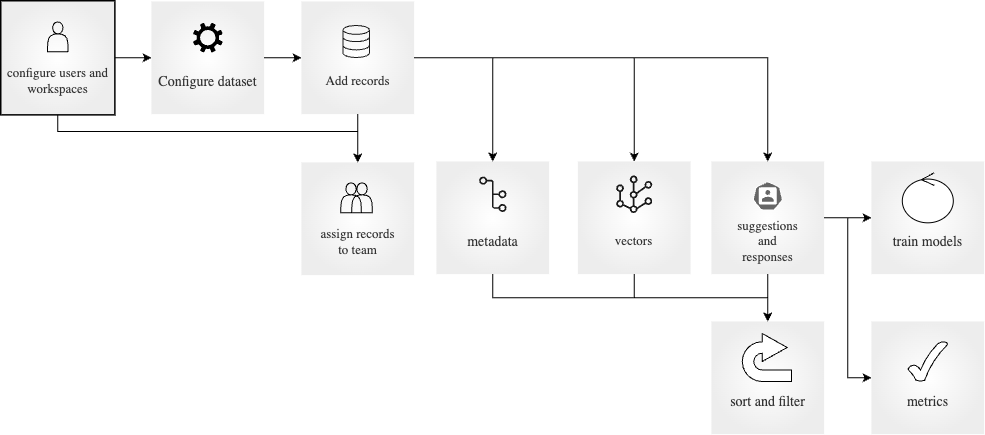 configure users and
workspaces
Configure dataset
Add records
assign records
to team
metadata
vectors
suggestions
and
responses
train models
sort and filter
metrics